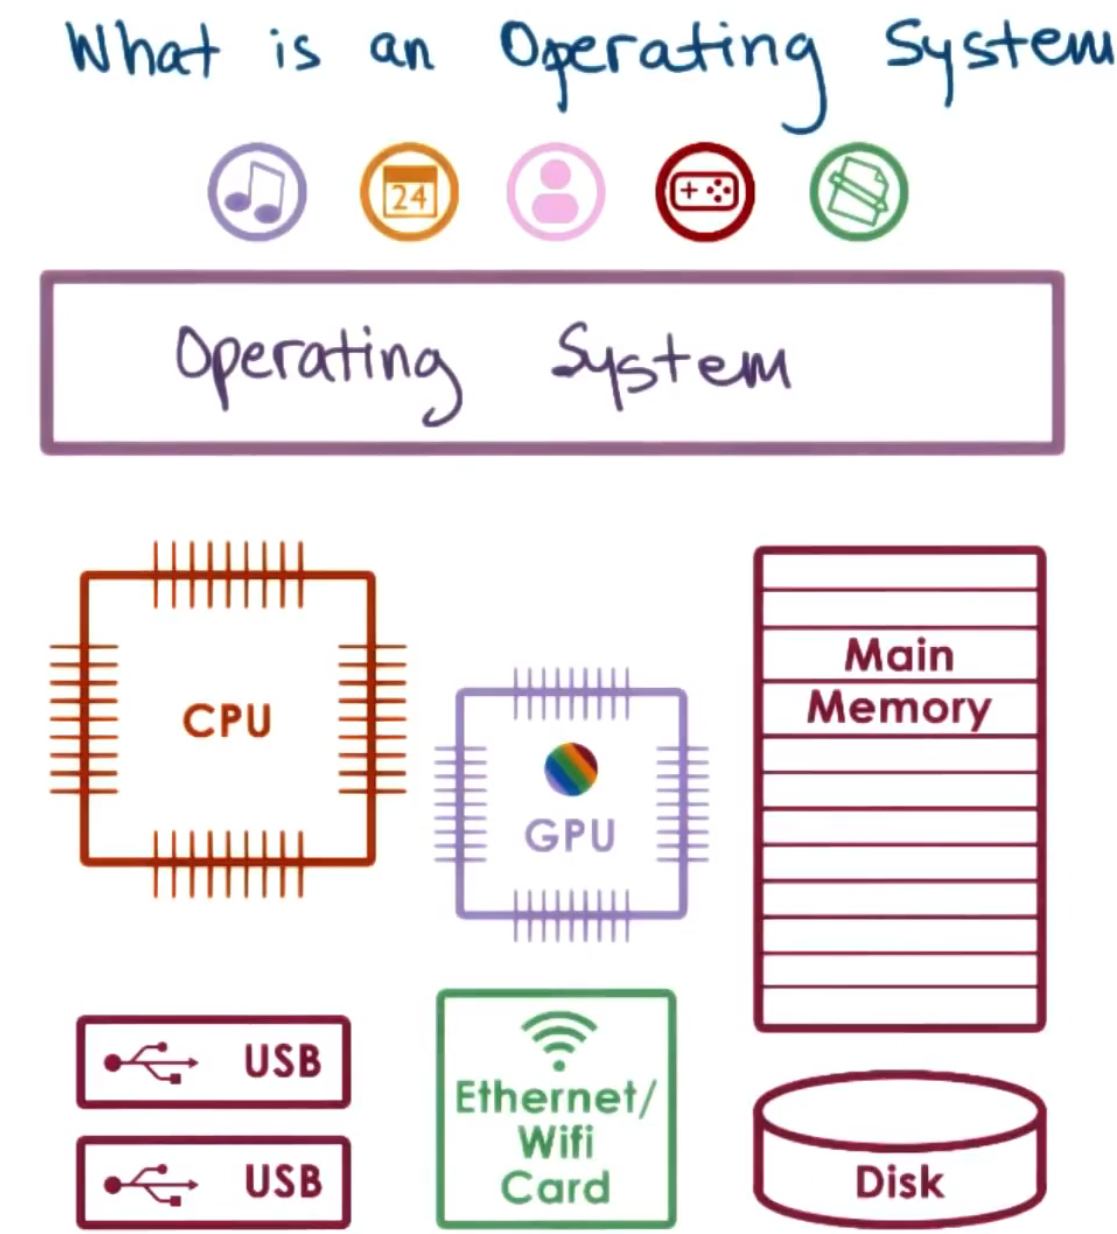 What is an Operating System
24
Operating System
CPU
GPU
Main
Memory
USB
USB
Ethernet/
Wifi
Card
Disk